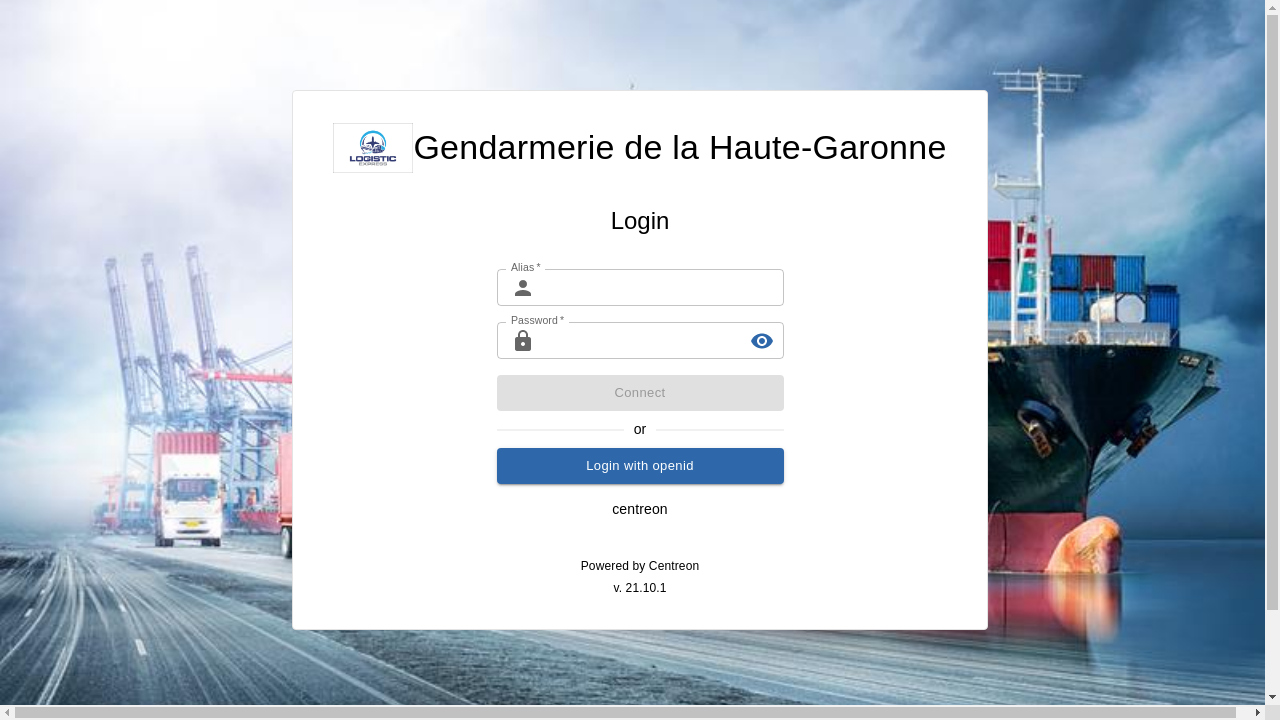 LOGISTIC
EXPRESS
Gendarmerie de la Haute-Garonne
Login
Alias *
Password *
Connect
or
Login with openid
centreon
Powered by Centreon
v. 21.10.1